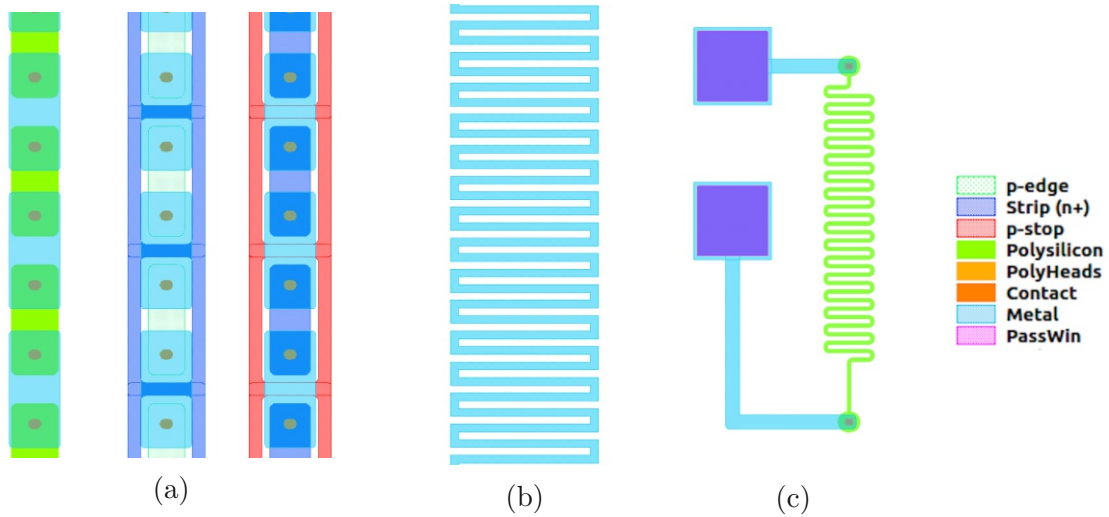 p-edge
Strip (n+)
p-stop
Polysilicon
PolyHeads
Contact
Metal
PassWin
(a)
(b)
(c)